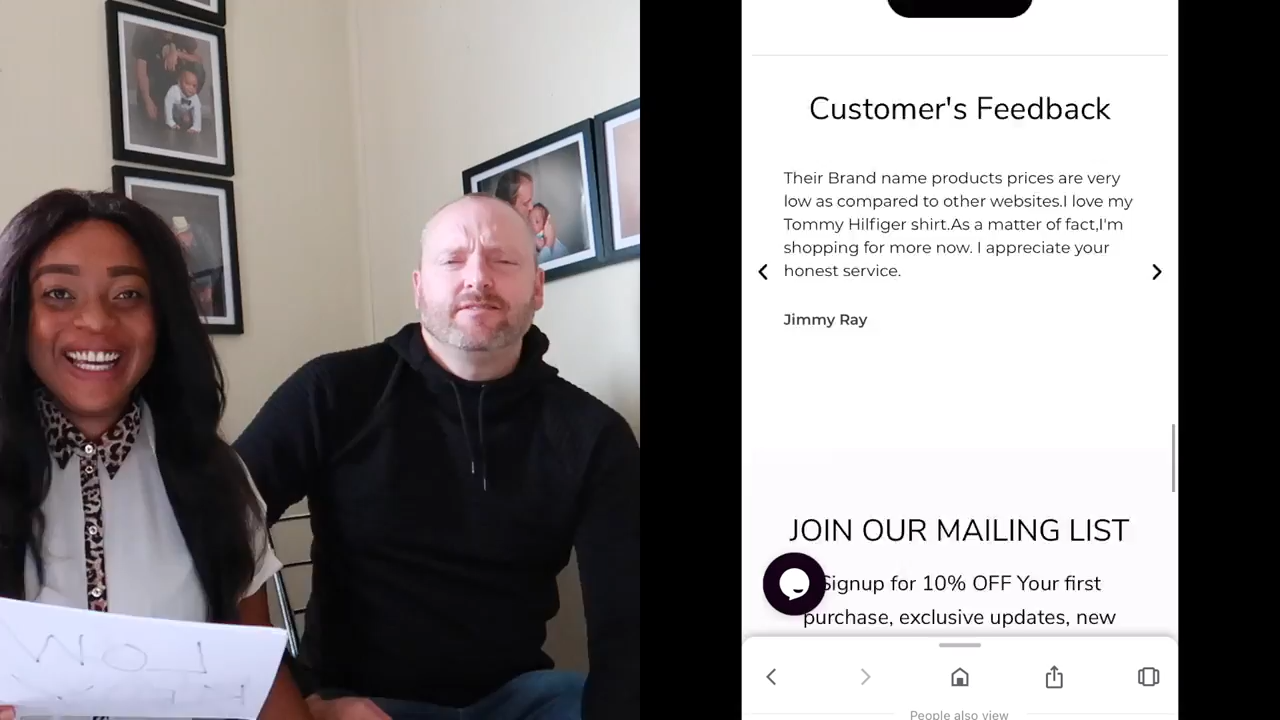 Customer's Feedback
Their Brand name products prices are very
low as compared to other websites.I love my
Tommy Hilfiger shirt.As a matter of fact,I'm
shopping for more now. I appreciate your
honest service.
Jimmy Ray
JOIN OUR MAILING LIST
Signup for 10% OFF Your first
purchase, exclusive updates, new
People also view